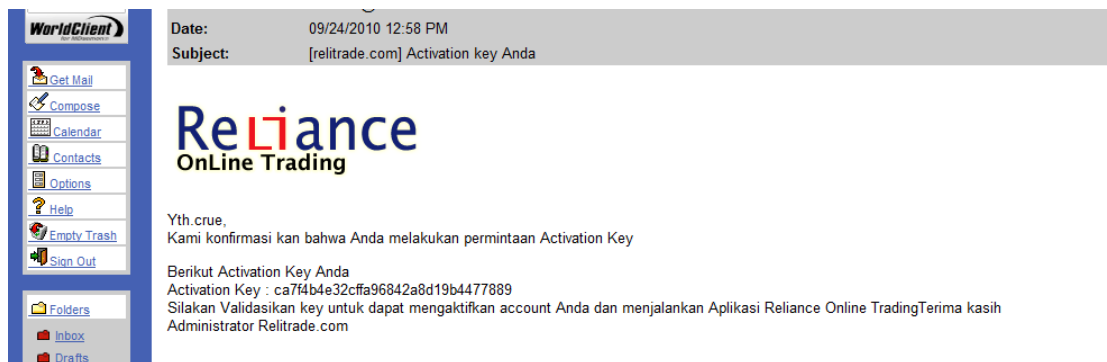 WorldClient
for MDaemon
Date: 09/24/2010 12:58 PM
Subject: [relitrade.com] Activation key Anda
Get Mail
Compose
Calendar
Contacts
Options
Help
Empty Trash
Sign Out
Folders
Inbox
Drafts
Reliance
OnLine Trading
Yth.crue,
Kami konfirmasi kan bahwa Anda melakukan permintaan Activation Key
Berikut Activation Key Anda
Activation Key : ca7f4b4e32cffa96842a8d19b4477889
Silakan Validasikan key untuk dapat mengaktifkan account Anda dan menjalankan Aplikasi Reliance Online TradingTerima kasih
Administrator Relitrade.com